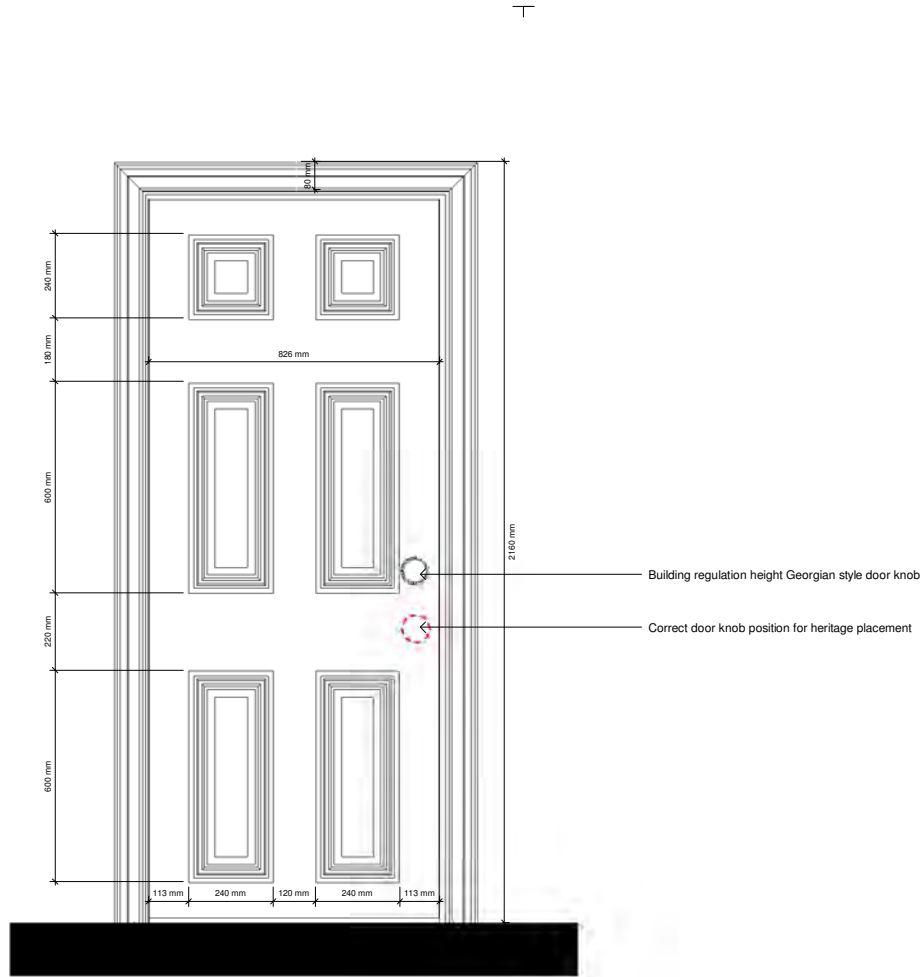 80 mm
240 mm
180 mm
826 mm
600 mm
2160 mm
Building regulation height Georgian style door knob
Correct door knob position for heritage placement
220 mm
600 mm
113 mm 240 mm 120 mm 240 mm 113 mm